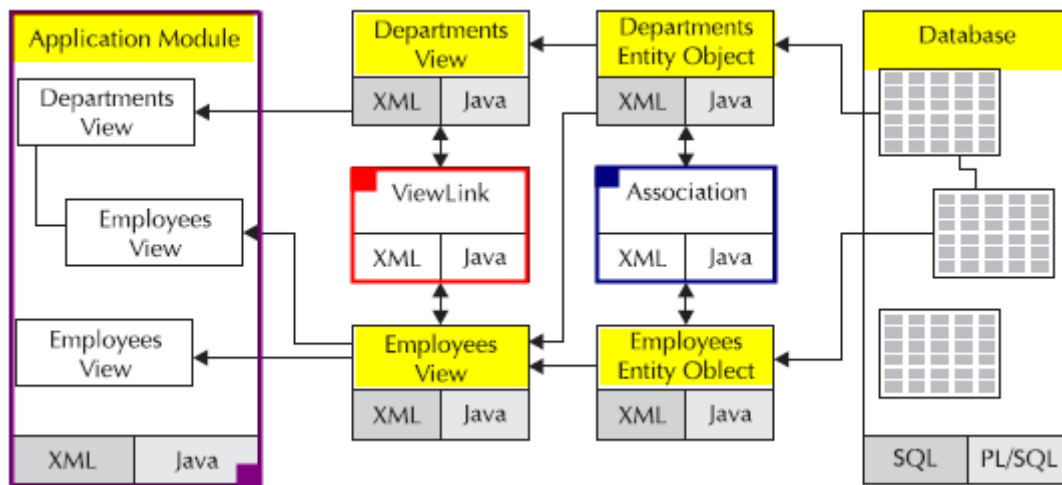 Application Module
Departments
View
Employees
View
Employees
View
XML Java
Departments
View
XML Java
ViewLink
XML Java
Employees
View
XML Java
Departments
Entity Object
XML Java
Association
XML Java
Employees
Entity Oblect
XML Java
Database
SQL PL/SQL